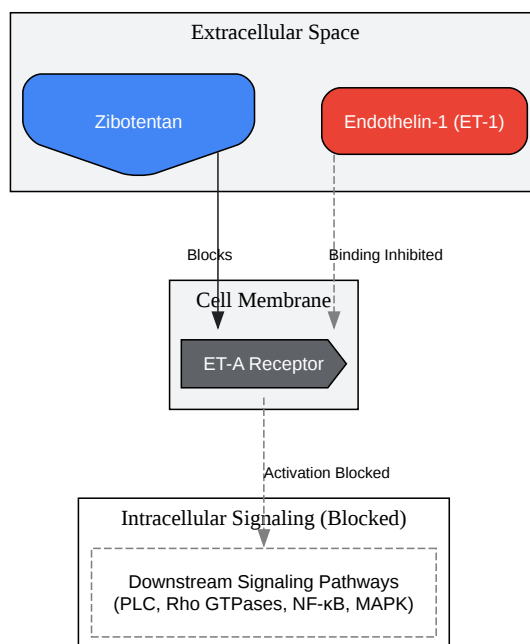 Extracellular Space
Zibotentan
Endothelin-1 (ET-1)
Blocks
Binding Inhibited
Cell Membrane
ET-A Receptor
Activation Blocked
Intracellular Signaling (Blocked)
Downstream Signaling Pathways
(PLC, Rho GTPases, NF-κB, MAPK)